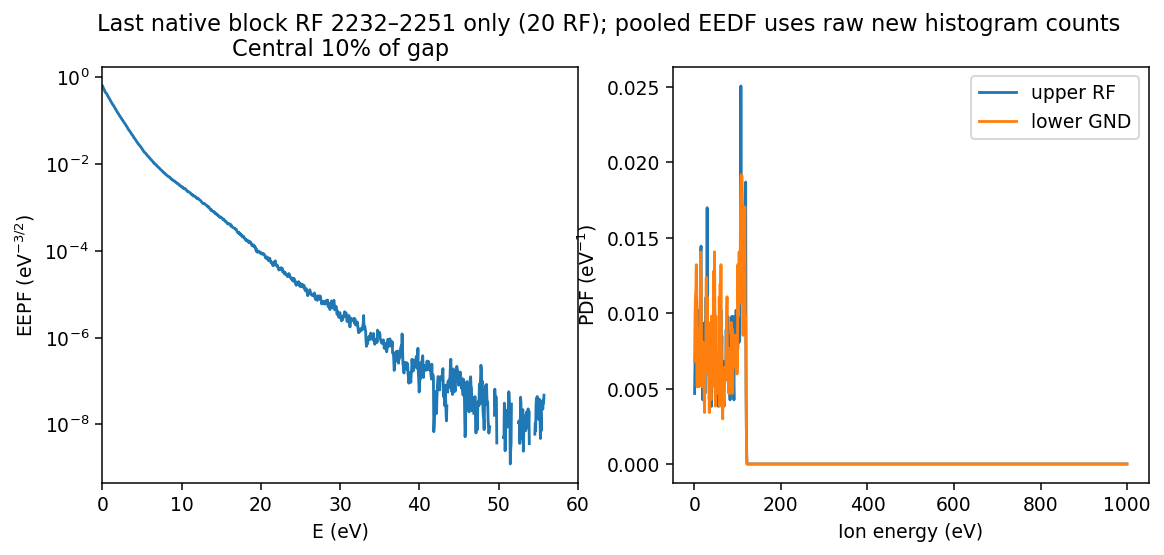 Last native block RF 2232–2251 only (20 RF); pooled EEDF uses raw new histogram counts
Central 10% of gap
EEPF (eV⁻³/²)
10⁰
10⁻²
10⁻⁴
10⁻⁶
10⁻⁸
0 10 20 30 40 50 60
E (eV)
PDF (eV⁻¹)
0.025
0.020
0.015
0.010
0.005
0.000
upper RF
lower GND
0 200 400 600 800 1000
Ion energy (eV)